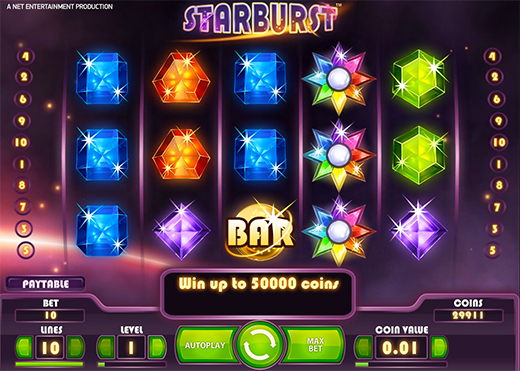 A NET ENTERTAINMENT PRODUCTION
STARBURST™
4 4
2 2
6 6
9 9
10 10
1 1
8 8
7 7
3 3
5 5
BAR
Win up to 50000 coins
PAYTABLE
BET
10
COINS
29911
LINES
10
LEVEL
1
AUTOPLAY
MAX
BET
COIN VALUE
0.01